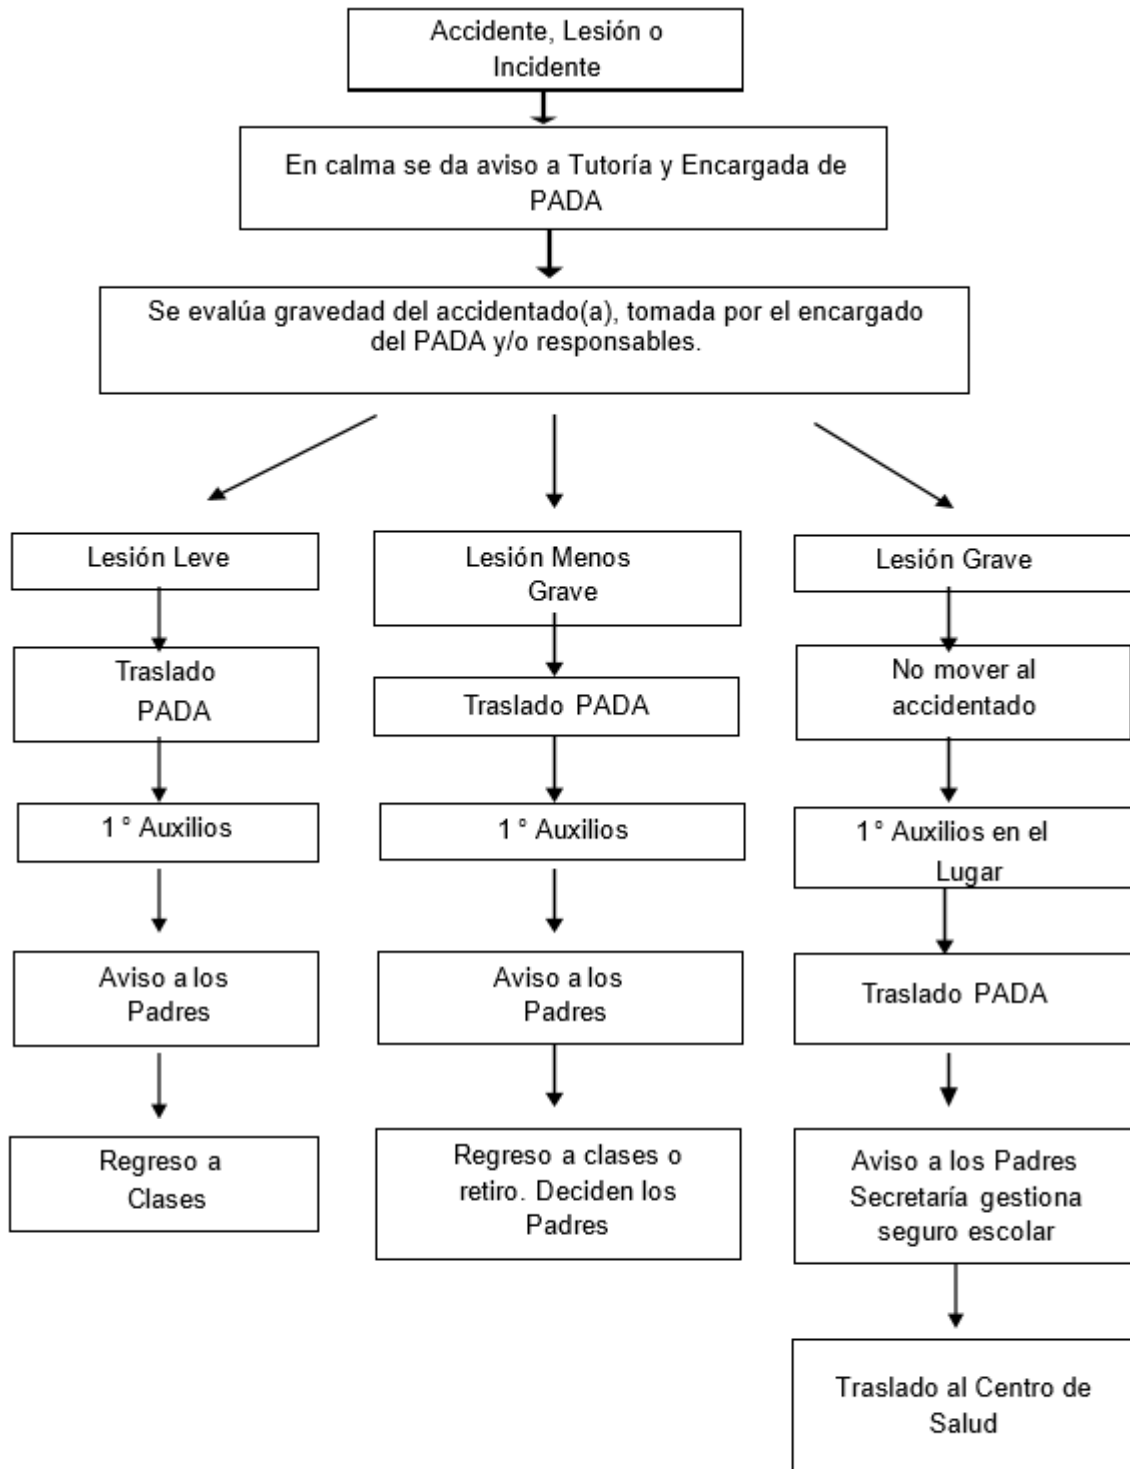 Accidente, Lesión o
Incidente
En calma se da aviso a Tutoría y Encargada de
PADA
Se evalúa gravedad del accidentado(a), tomada por el encargado
del PADA y/o responsables.
Lesión Leve
Traslado
PADA
1° Auxilios
Aviso a los
Padres
Regreso a
Clases
Lesión Menos
Grave
Traslado PADA
1° Auxilios
Aviso a los
Padres
Regreso a clases o
retiro. Deciden los
Padres
Lesión Grave
No mover al
accidentado
1° Auxilios en el
Lugar
Traslado PADA
Aviso a los Padres
Secretaría gestiona
seguro escolar
Traslado al Centro de
Salud